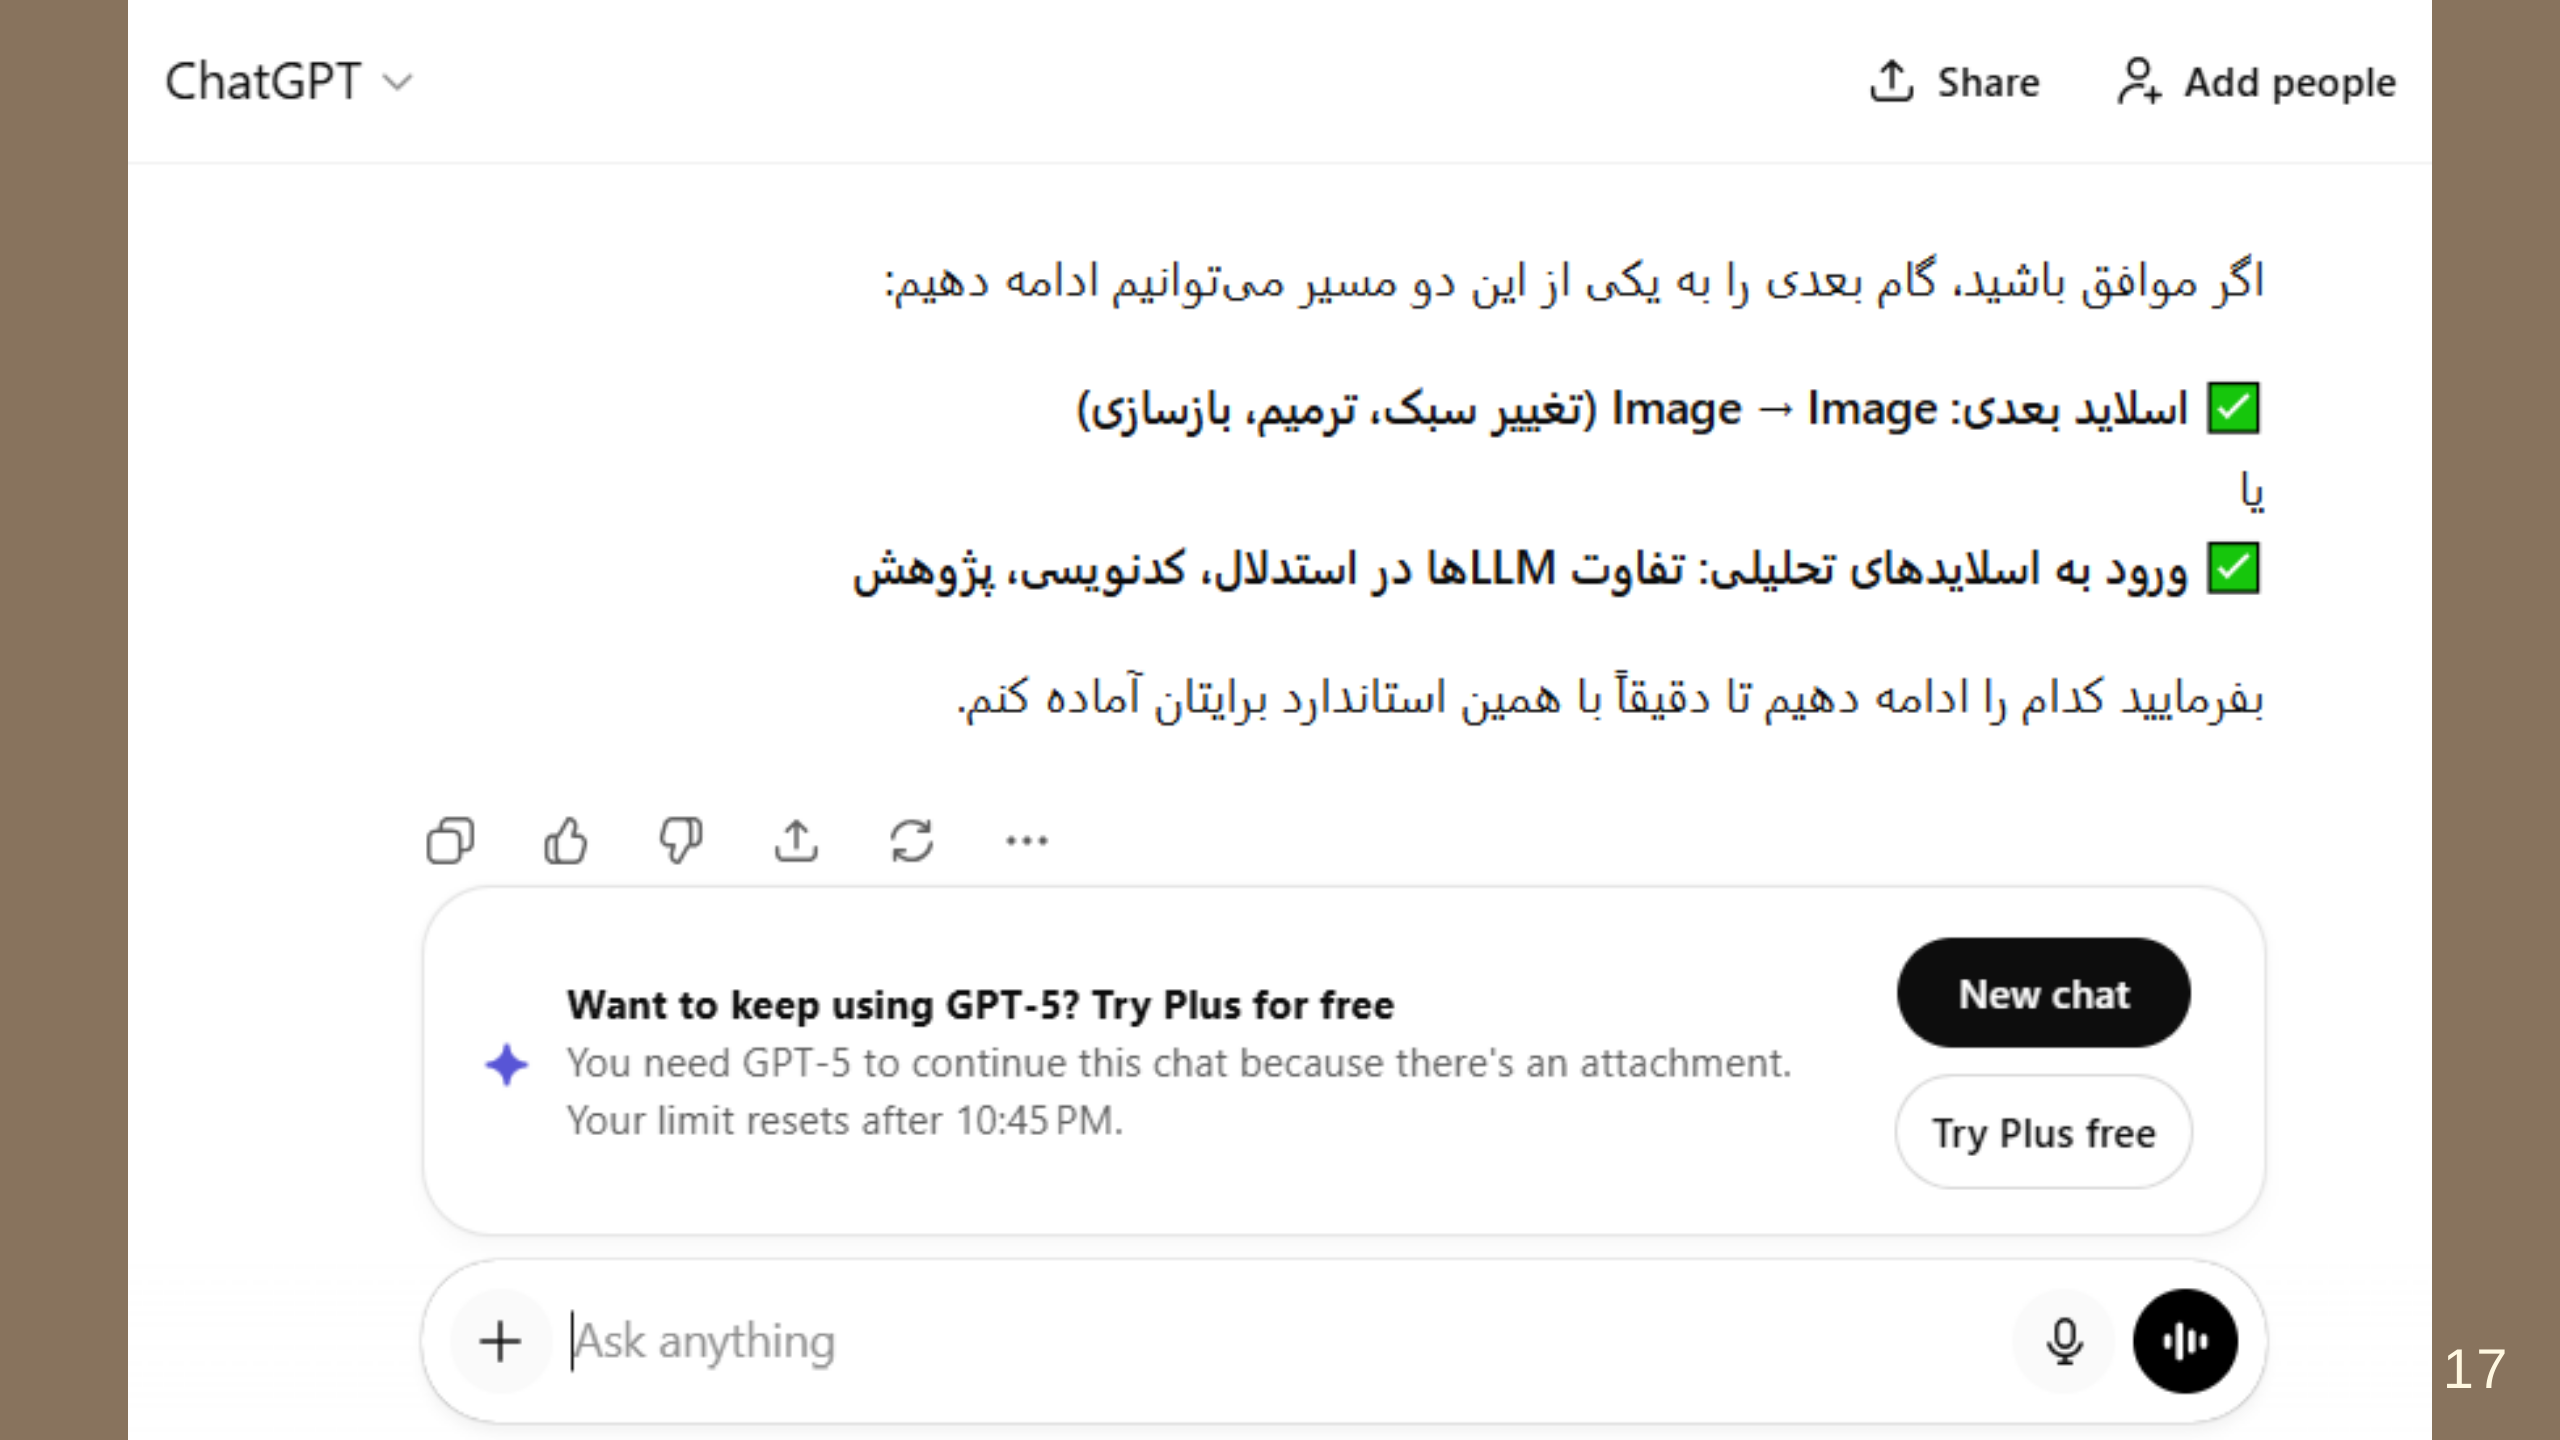 ChatGPT
Share
Add people
اگر موافق باشید، گام بعدی را به یکی از این دو مسیر می‌توانیم ادامه دهیم:
✅ اسلاید بعدی: Image → Image (تغییر سبک، ترمیم، بازسازی)
یا
✅ ورود به اسلایدهای تحلیلی: تفاوت LLMها در استدلال، کدنویسی، پژوهش
بفرمایید کدام را ادامه دهیم تا دقیقاً با همین استاندارد برایتان آماده کنم.
Want to keep using GPT-5? Try Plus for free
You need GPT-5 to continue this chat because there's an attachment.
Your limit resets after 10:45 PM.
New chat
Try Plus free
Ask anything
17